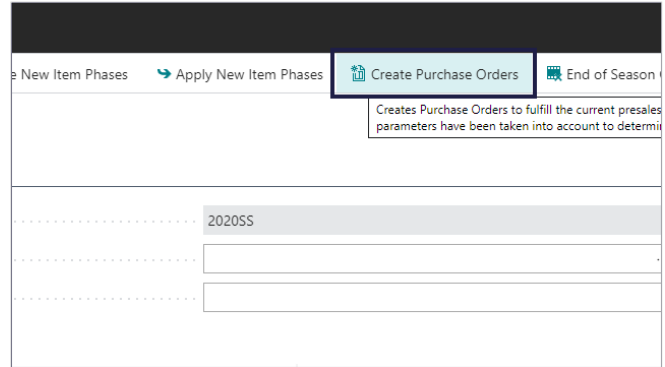 e New Item Phases Apply New Item Phases Create Purchase Orders End of Season
Creates Purchase Orders to fulfill the current presales
parameters have been taken into account to determi
2020SS